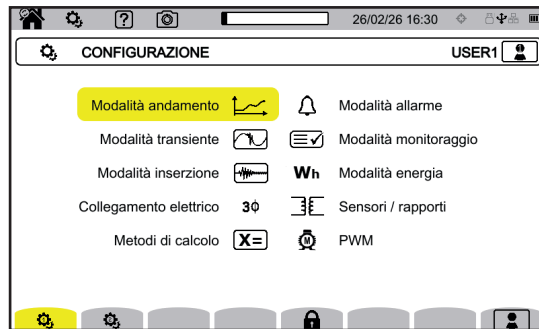 26/02/26 16:30
CONFIGURAZIONE USER1
Modalità andamento Modalità allarme
Modalità transiente Modalità monitoraggio
Modalità inserzione Wh Modalità energia
Collegamento elettrico 3ϕ Sensori / rapporti
Metodi di calcolo X= M PWM